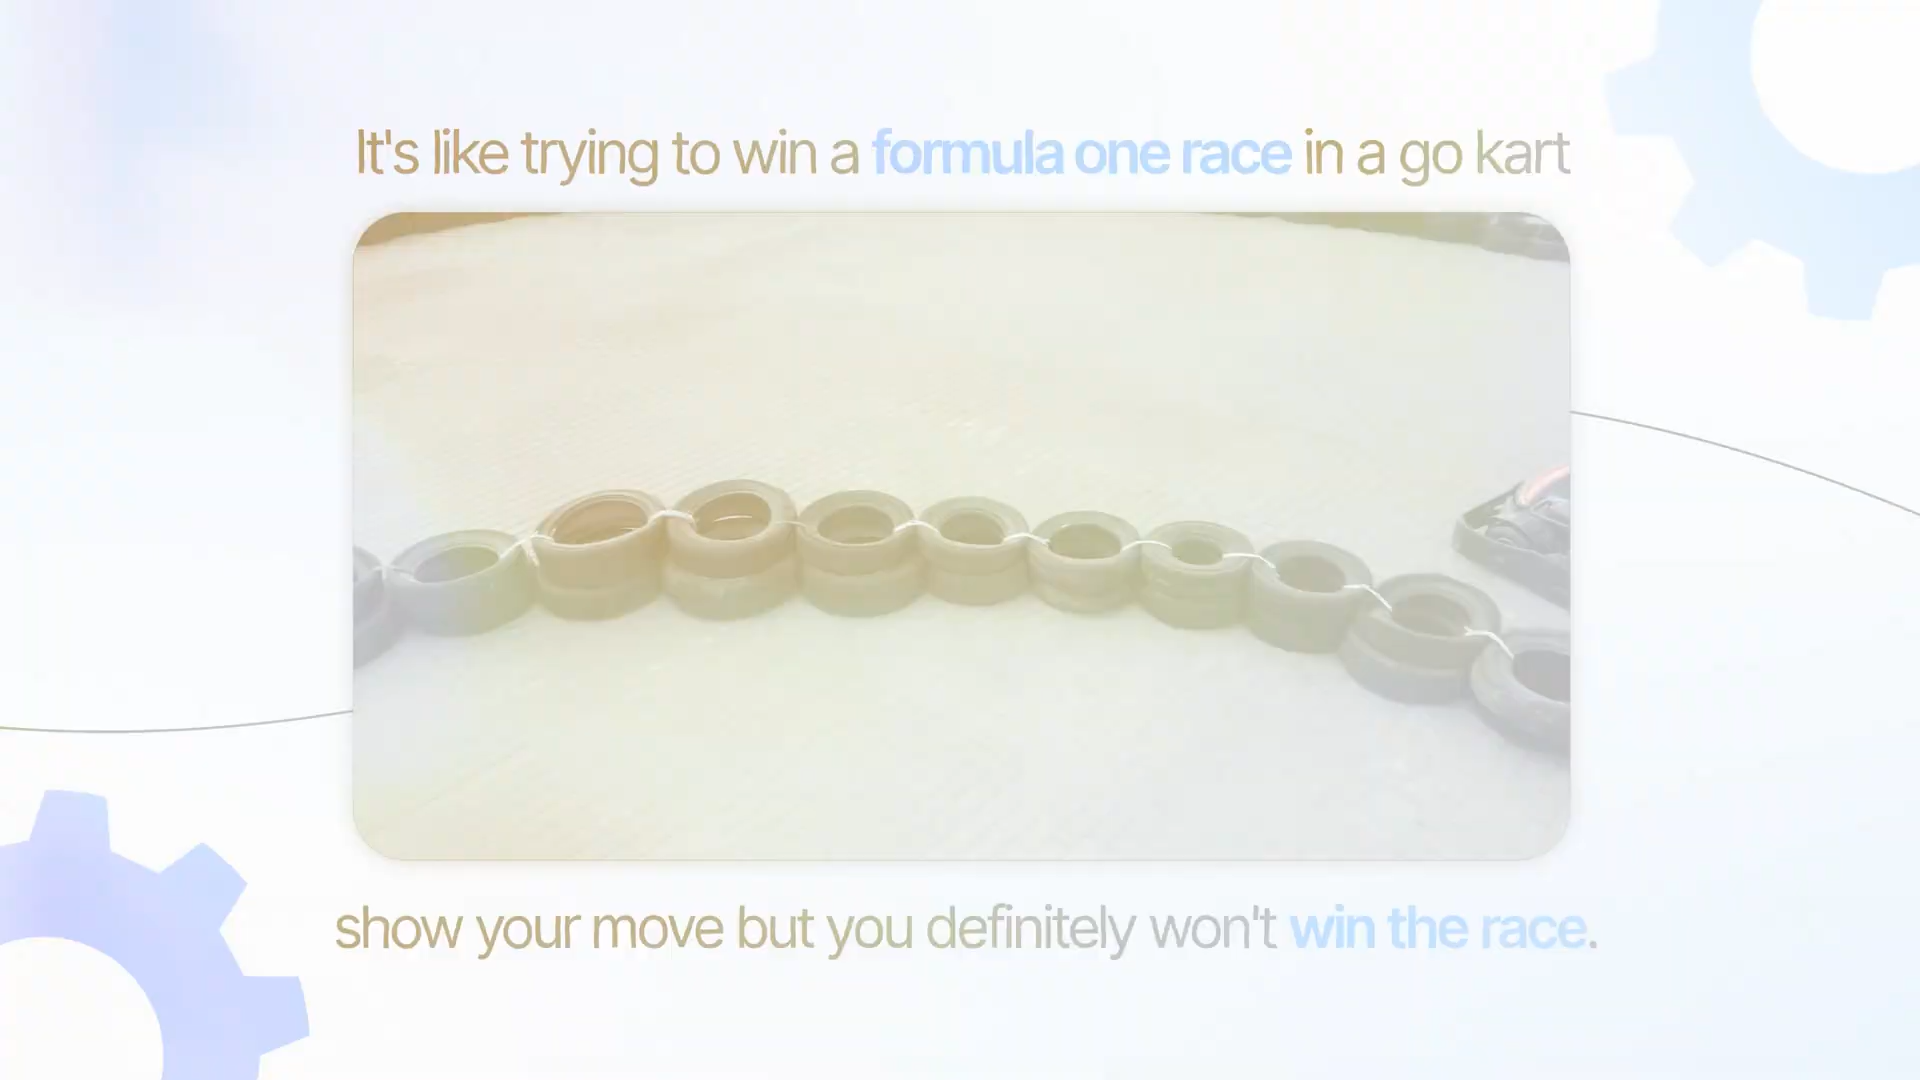 It's like trying to win a formula one race in a go kart
show your move but you definitely won't win the race.